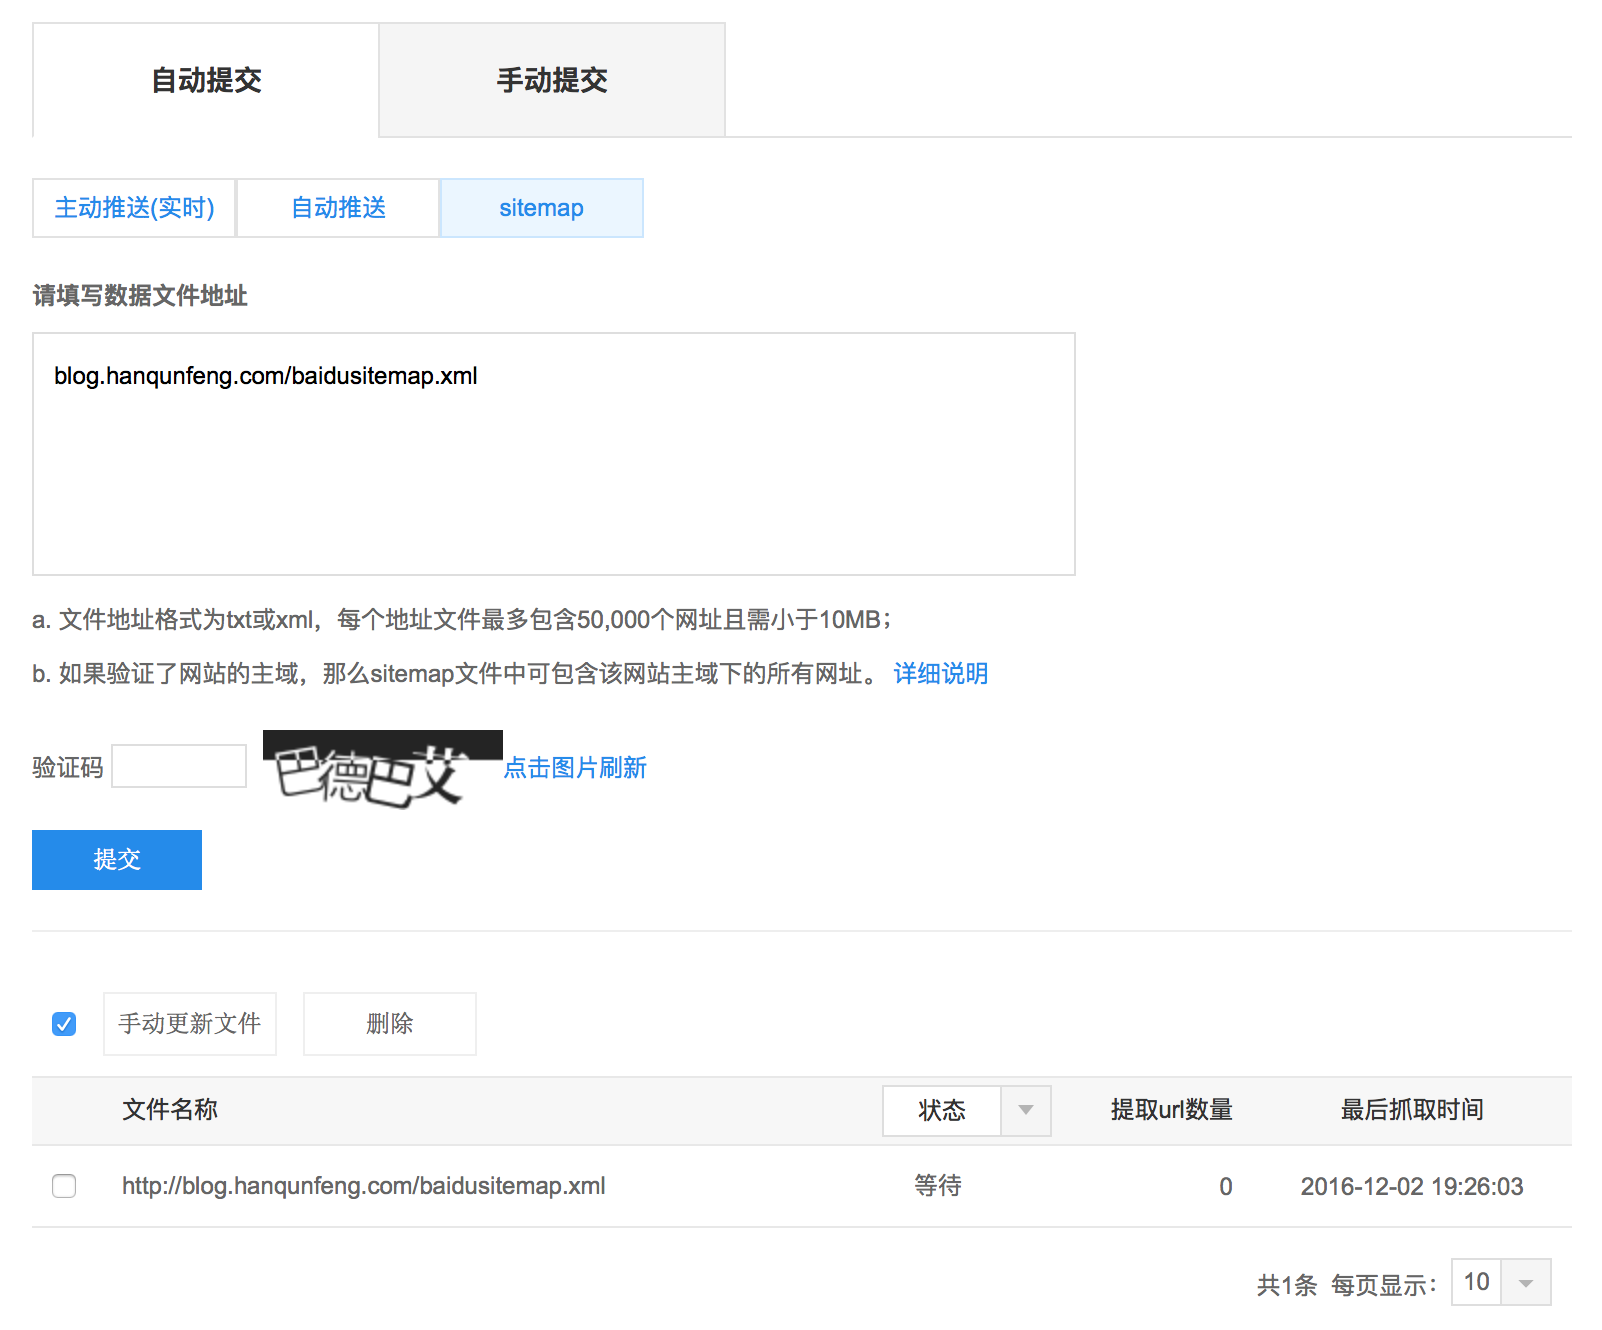 自动提交 手动提交
主动推送(实时) 自动推送 sitemap
请填写数据文件地址
blog.hanqunfeng.com/baidusitemap.xml
a. 文件地址格式为txt或xml，每个地址文件最多包含50,000个网址且需小于10MB；
b. 如果验证了网站的主域，那么sitemap文件中可包含该网站主域下的所有网址。 详细说明
验证码 巴德巴艾 点击图片刷新
提交
手动更新文件 删除
文件名称 状态 提取url数量 最后抓取时间
http://blog.hanqunfeng.com/baidusitemap.xml 等待 0 2016-12-02 19:26:03
共1条 每页显示： 10